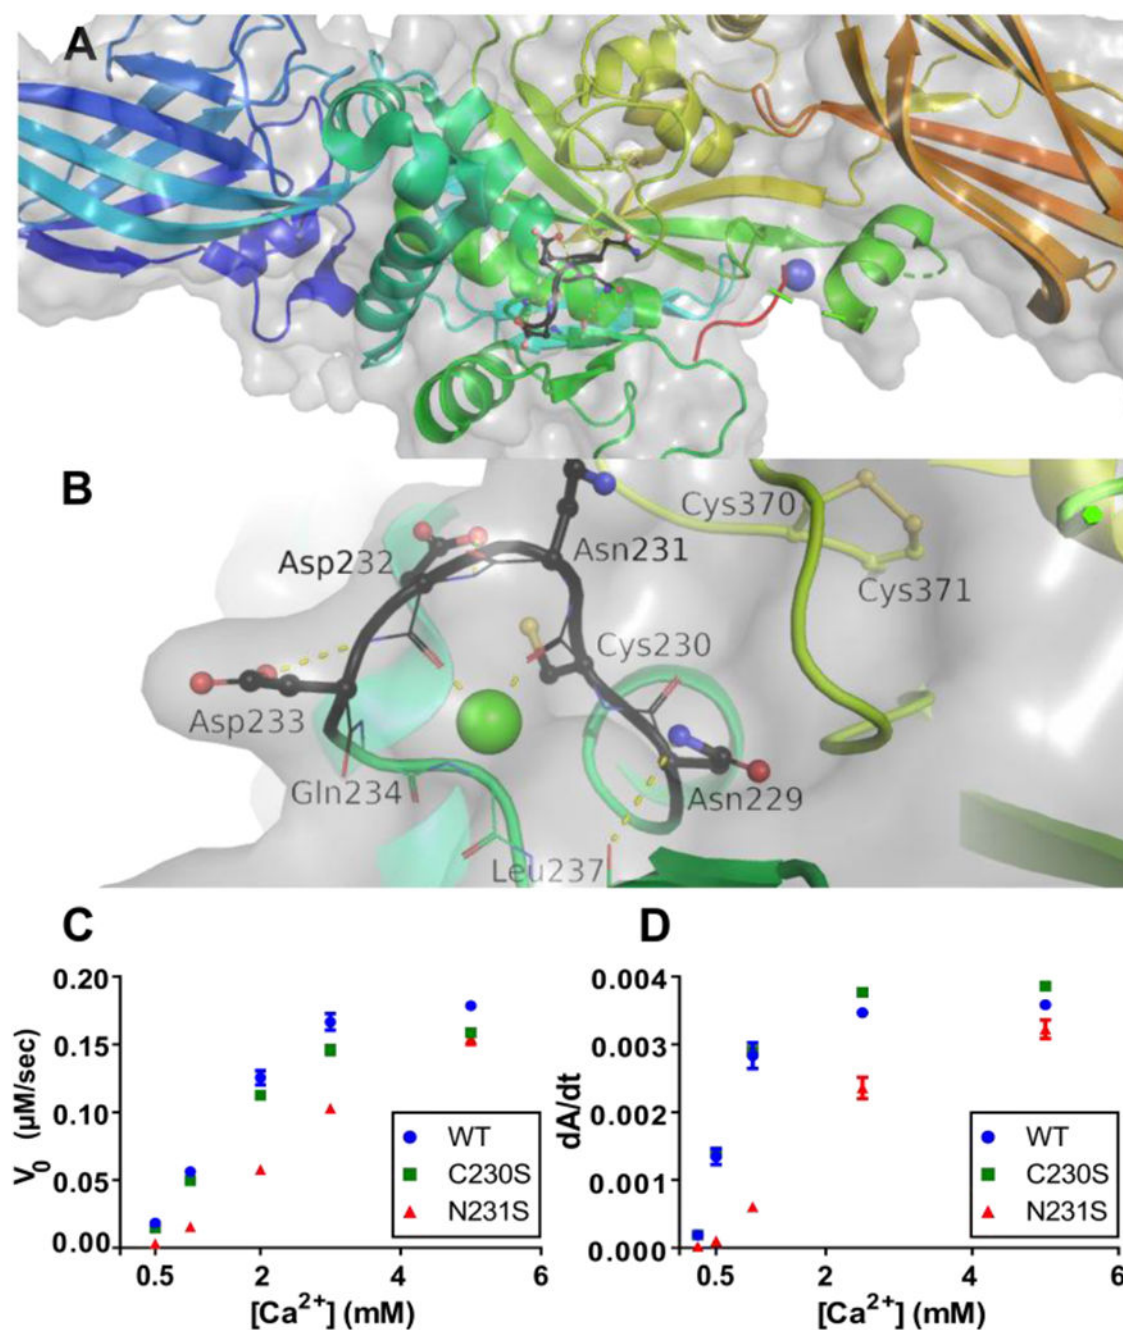 A
B
Cys370
Asp232
Asn231
Cys371
Cys230
Asp233
Gln234
Asn229
Leu237
C
D
0.20
0.15
0.10
0.05
0.00
V0 (µM/sec)
WT
C230S
N231S
0.5
2
4
6
[Ca2+] (mM)
0.004
0.003
0.002
0.001
0.000
dA/dt
WT
C230S
N231S
0.5
2
4
6
[Ca2+] (mM)